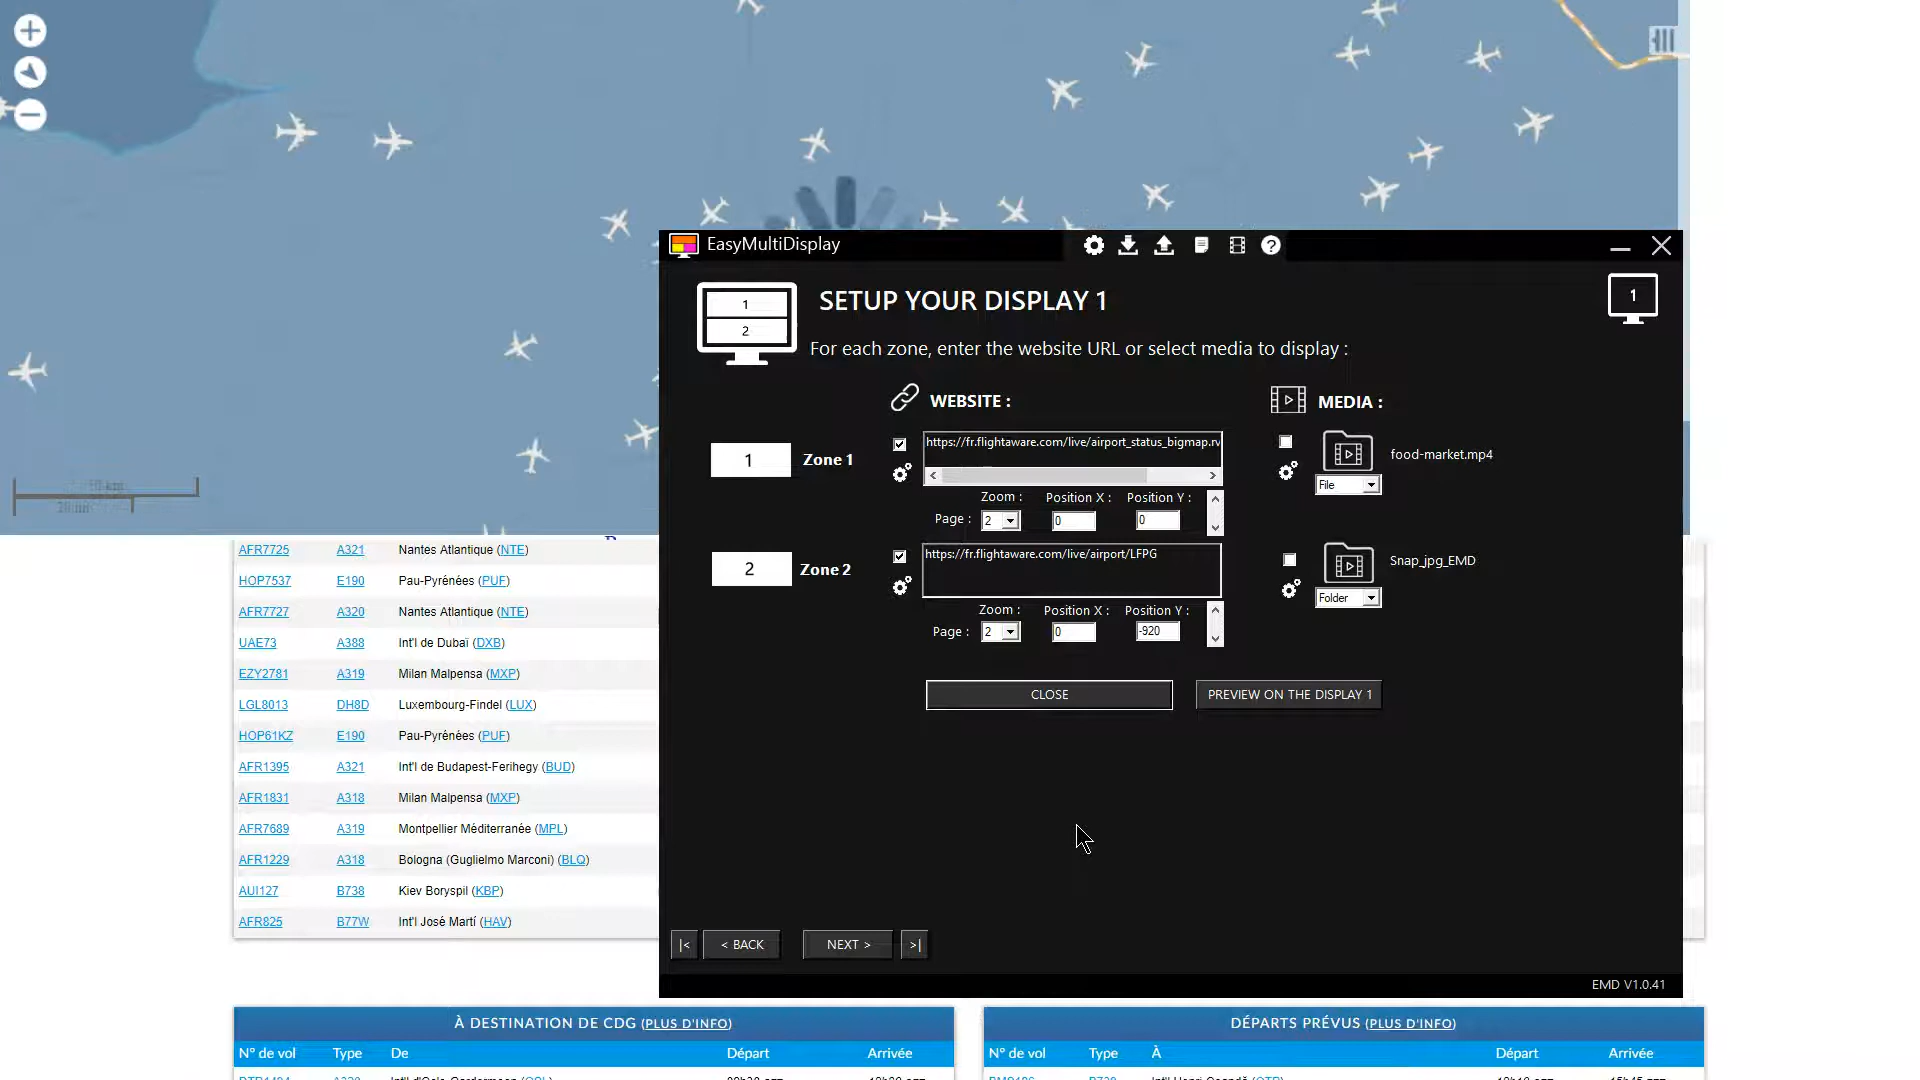 EasyMultiDisplay
1
2
SETUP YOUR DISPLAY 1
1
For each zone, enter the website URL or select media to display :
WEBSITE :
MEDIA :
1
Zone 1
https://fr.flightaware.com/live/airport_status_bigmap.rv
food-market.mp4
File
Zoom :
Position X :
Position Y :
Page :
2
0
0
2
Zone 2
https://fr.flightaware.com/live/airport/LFPG
Snap_jpg_EMD
Folder
Zoom :
Position X :
Position Y :
Page :
2
0
-920
CLOSE
PREVIEW ON THE DISPLAY 1
|<
< BACK
NEXT >
>|
EMD V1.0.41
AFR7725 A321 Nantes Atlantique (NTE)
HOP7537 E190 Pau-Pyrénées (PUF)
AFR7727 A320 Nantes Atlantique (NTE)
UAE73 A388 Int'l de Dubaï (DXB)
EZY2781 A319 Milan Malpensa (MXP)
LGL8013 DH8D Luxembourg-Findel (LUX)
HOP61KZ E190 Pau-Pyrénées (PUF)
AFR1395 A321 Int'l de Budapest-Ferihegy (BUD)
AFR1831 A318 Milan Malpensa (MXP)
AFR7689 A319 Montpellier Méditerranée (MPL)
AFR1229 A318 Bologna (Guglielmo Marconi) (BLQ)
AUI127 B738 Kiev Boryspil (KBP)
AFR825 B77W Int'l José Martí (HAV)
À DESTINATION DE CDG (PLUS D'INFO)
N° de vol Type De Départ Arrivée
DÉPARTS PRÉVUS (PLUS D'INFO)
N° de vol Type À Départ Arrivée